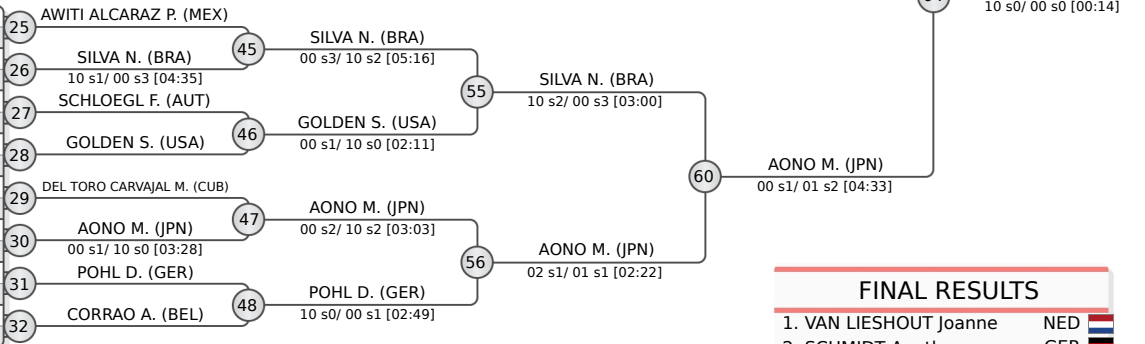 10 s0/ 00 s0 [00:14]
25 AWITI ALCARAZ P. (MEX)
45 SILVA N. (BRA)
00 s3/ 10 s2 [05:16]
26 SILVA N. (BRA)
10 s1/ 00 s3 [04:35]
55 SILVA N. (BRA)
10 s2/ 00 s3 [03:00]
27 SCHLOEGL F. (AUT)
46 GOLDEN S. (USA)
00 s1/ 10 s0 [02:11]
28 GOLDEN S. (USA)
60 AONO M. (JPN)
00 s1/ 01 s2 [04:33]
29 DEL TORO CARVAJAL M. (CUB)
47 AONO M. (JPN)
00 s2/ 10 s2 [03:03]
30 AONO M. (JPN)
00 s1/ 10 s0 [03:28]
56 AONO M. (JPN)
02 s1/ 01 s1 [02:22]
31 POHL D. (GER)
48 POHL D. (GER)
10 s0/ 00 s1 [02:49]
32 CORRAO A. (BEL)
FINAL RESULTS
1. VAN LIESHOUT Joanne NED